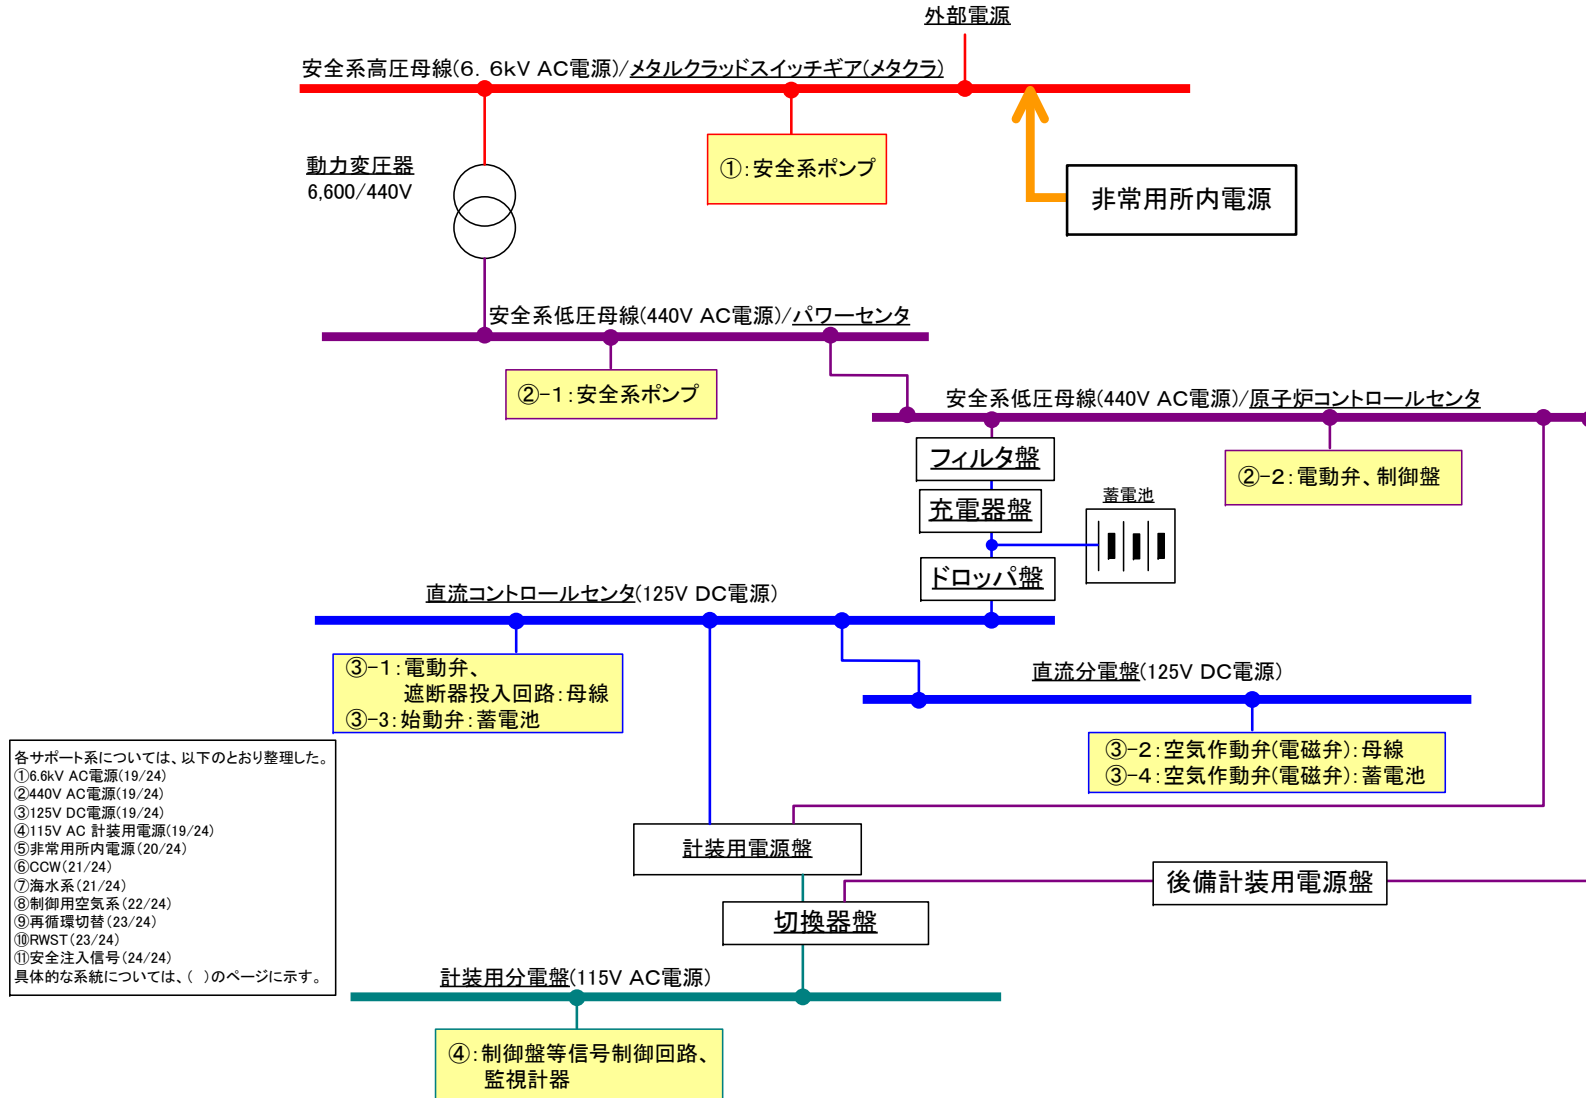 外部電源
安全系高圧母線(6．6kV AC電源)/メタルクラッドスイッチギア(メタクラ)
①：安全系ポンプ
動力変圧器
6,600/440V
非常用所内電源
安全系低圧母線(440V AC電源)/パワーセンタ
②-1：安全系ポンプ
安全系低圧母線(440V AC電源)/原子炉コントロールセンタ
フィルタ盤
②-2：電動弁、制御盤
充電器盤
蓄電池
ドロッパ盤
直流コントロールセンタ(125V DC電源)
③-1：電動弁、
遮断器投入回路：母線
③-3：始動弁：蓄電池
直流分電盤(125V DC電源)
③-2：空気作動弁(電磁弁)：母線
③-4：空気作動弁(電磁弁)：蓄電池
各サポート系については、以下のとおり整理した。
①6.6kV AC電源(19/24)
②440V AC電源(19/24)
③125V DC電源(19/24)
④115V AC 計装用電源(19/24)
⑤非常用所内電源(20/24)
⑥CCW(21/24)
⑦海水系(21/24)
⑧制御用空気系(22/24)
⑨再循環切替(23/24)
⑩RWST(23/24)
⑪安全注入信号(24/24)
具体的な系統については、( )のページに示す。
計装用電源盤
後備計装用電源盤
切換器盤
計装用分電盤(115V AC電源)
④：制御盤等信号制御回路、
監視計器